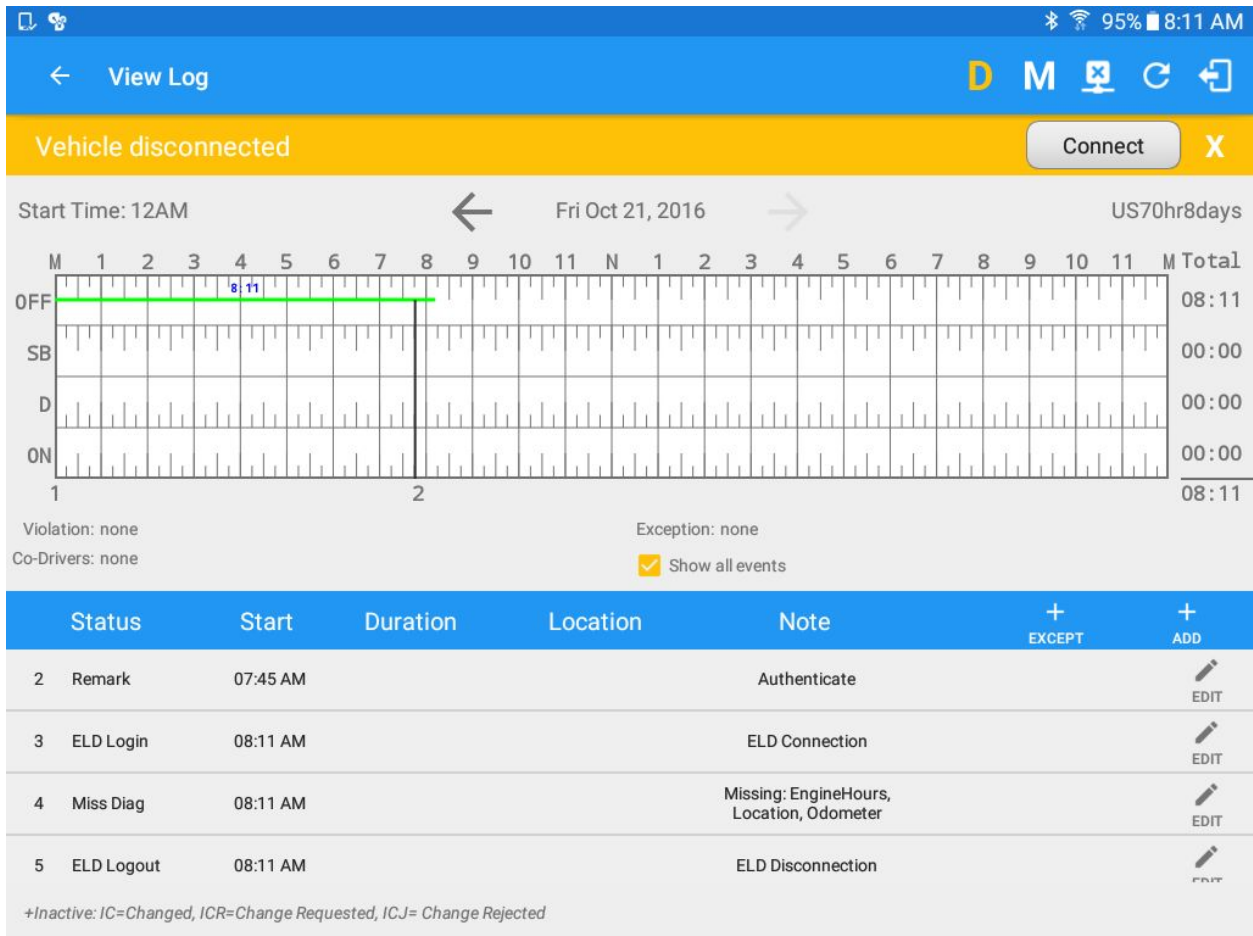 95% 8:11 AM
View Log
D M
Vehicle disconnected
Connect X
Start Time: 12AM
Fri Oct 21, 2016
US70hr8days
M 1 2 3 4 5 6 7 8 9 10 11 N 1 2 3 4 5 6 7 8 9 10 11 M Total
8:11
OFF 08:11
SB 00:00
D 00:00
ON 00:00
1 2 08:11
Violation: none
Exception: none
Co-Drivers: none
Show all events
Status Start Duration Location Note + EXCEPT + ADD
2 Remark 07:45 AM Authenticate EDIT
3 ELD Login 08:11 AM ELD Connection EDIT
4 Miss Diag 08:11 AM Missing: EngineHours,
Location, Odometer EDIT
5 ELD Logout 08:11 AM ELD Disconnection EDIT
+Inactive: IC=Changed, ICR=Change Requested, ICJ= Change Rejected